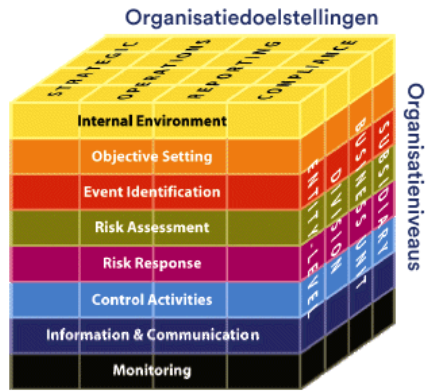 Organisatiedoelstellingen
STRATEGIC
OPERATIONS
REPORTING
COMPLIANCE
Internal Environment
Objective Setting
Event Identification
Risk Assessment
Risk Response
Control Activities
Information & Communication
Monitoring
ENTITY-LEVEL
DIVISION
BUSINESS UNIT
SUBSIDIARY
Organisatieniveaus